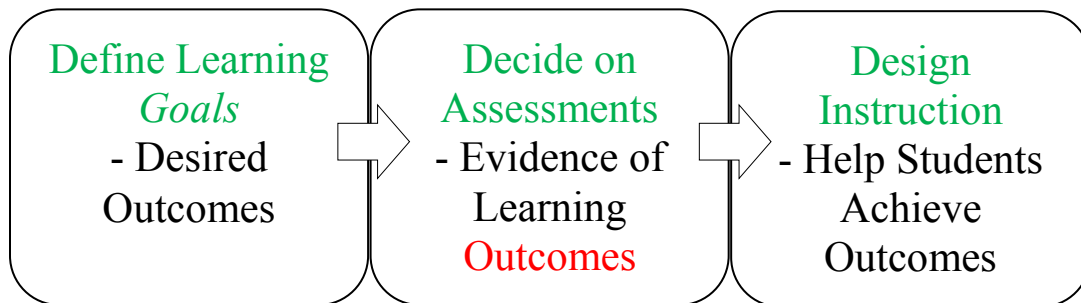 Define Learning
Goals
- Desired
Outcomes
Decide on
Assessments
- Evidence of
Learning
Outcomes
Design
Instruction
- Help Students
Achieve
Outcomes